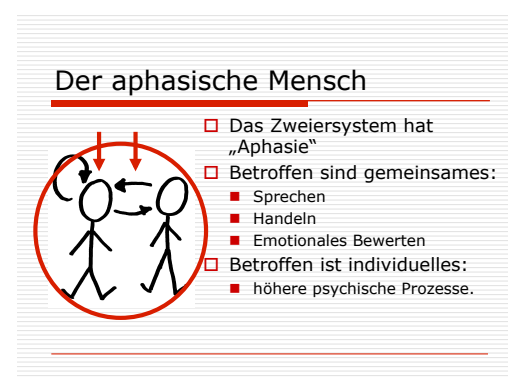 Der aphasische Mensch
Das Zweiersystem hat
„Aphasie“
Betroffen sind gemeinsames:
Sprechen
Handeln
Emotionales Bewerten
Betroffen ist individuelles:
höhere psychische Prozesse.